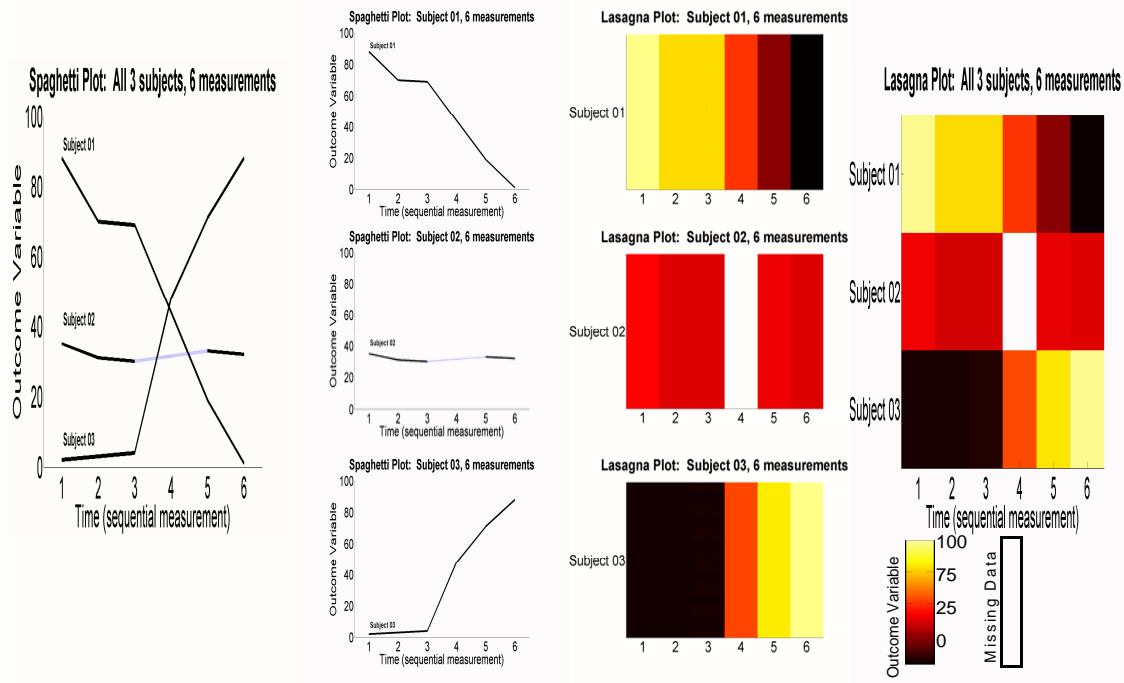 Spaghetti Plot: All 3 subjects, 6 measurements
Outcome Variable
100
80
60
40
20
0
Subject 01
Subject 02
Subject 03
1 2 3 4 5 6
Time (sequential measurement)
Spaghetti Plot: Subject 01, 6 measurements
Outcome Variable
100
80
60
40
20
0
Subject 01
1 2 3 4 5 6
Time (sequential measurement)
Spaghetti Plot: Subject 02, 6 measurements
Outcome Variable
100
80
60
40
20
0
Subject 02
1 2 3 4 5 6
Time (sequential measurement)
Spaghetti Plot: Subject 03, 6 measurements
Outcome Variable
100
80
60
40
20
0
Subject 03
1 2 3 4 5 6
Time (sequential measurement)
Lasagna Plot: Subject 01, 6 measurements
Subject 01
1 2 3 4 5 6
Lasagna Plot: Subject 02, 6 measurements
Subject 02
1 2 3 4 5 6
Lasagna Plot: Subject 03, 6 measurements
Subject 03
1 2 3 4 5 6
Lasagna Plot: All 3 subjects, 6 measurements
Subject 01
Subject 02
Subject 03
1 2 3 4 5 6
Time (sequential measurement)
Outcome Variable
100
75
25
0
Missing Data